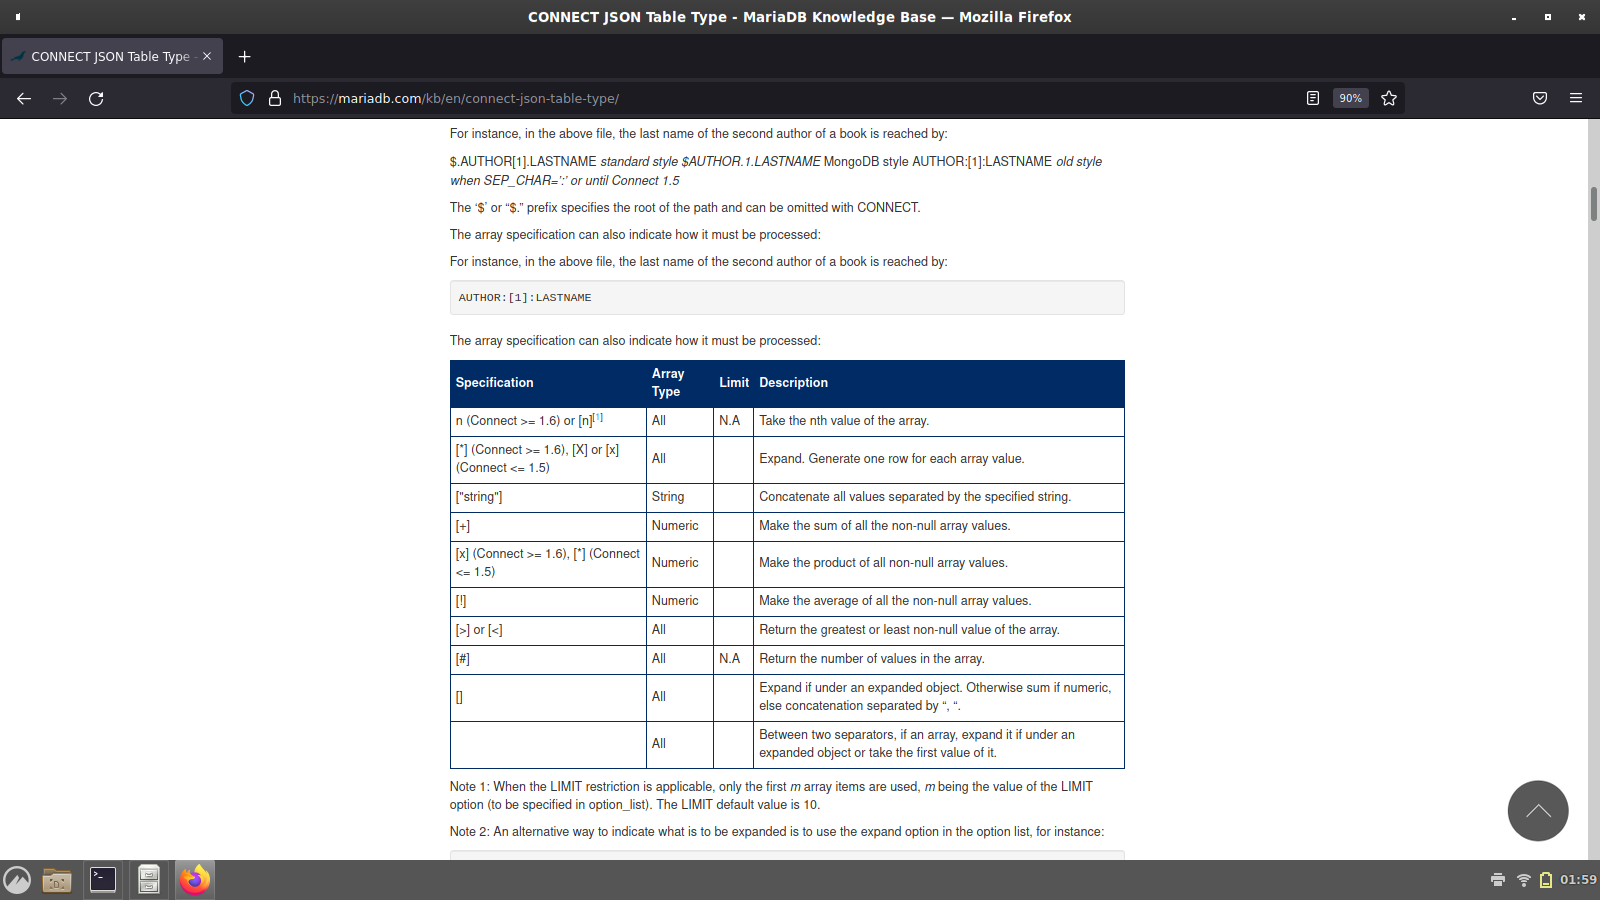 CONNECT JSON Table Type - MariaDB Knowledge Base — Mozilla Firefox
CONNECT JSON Table Type -
https://mariadb.com/kb/en/connect-json-table-type/
90%
For instance, in the above file, the last name of the second author of a book is reached by:
$.AUTHOR[1].LASTNAME standard style $AUTHOR.1.LASTNAME MongoDB style AUTHOR:[1]:LASTNAME old style
when SEP_CHAR=’:’ or until Connect 1.5
The ‘$’ or “$.” prefix specifies the root of the path and can be omitted with CONNECT.
The array specification can also indicate how it must be processed:
For instance, in the above file, the last name of the second author of a book is reached by:
AUTHOR:[1]:LASTNAME
The array specification can also indicate how it must be processed:
Specification Array Type Limit Description
n (Connect >= 1.6) or [n][1] All N.A Take the nth value of the array.
[*] (Connect >= 1.6), [X] or [x]
(Connect <= 1.5) All Expand. Generate one row for each array value.
["string"] String Concatenate all values separated by the specified string.
[+] Numeric Make the sum of all the non-null array values.
[x] (Connect >= 1.6), [*] (Connect
<= 1.5) Numeric Make the product of all non-null array values.
[!] Numeric Make the average of all the non-null array values.
[>] or [<] All Return the greatest or least non-null value of the array.
[#] All N.A Return the number of values in the array.
[] All Expand if under an expanded object. Otherwise sum if numeric,
else concatenation separated by “, “.
All Between two separators, if an array, expand it if under an
expanded object or take the first value of it.
Note 1: When the LIMIT restriction is applicable, only the first m array items are used, m being the value of the LIMIT
option (to be specified in option_list). The LIMIT default value is 10.
Note 2: An alternative way to indicate what is to be expanded is to use the expand option in the option list, for instance:
01:59